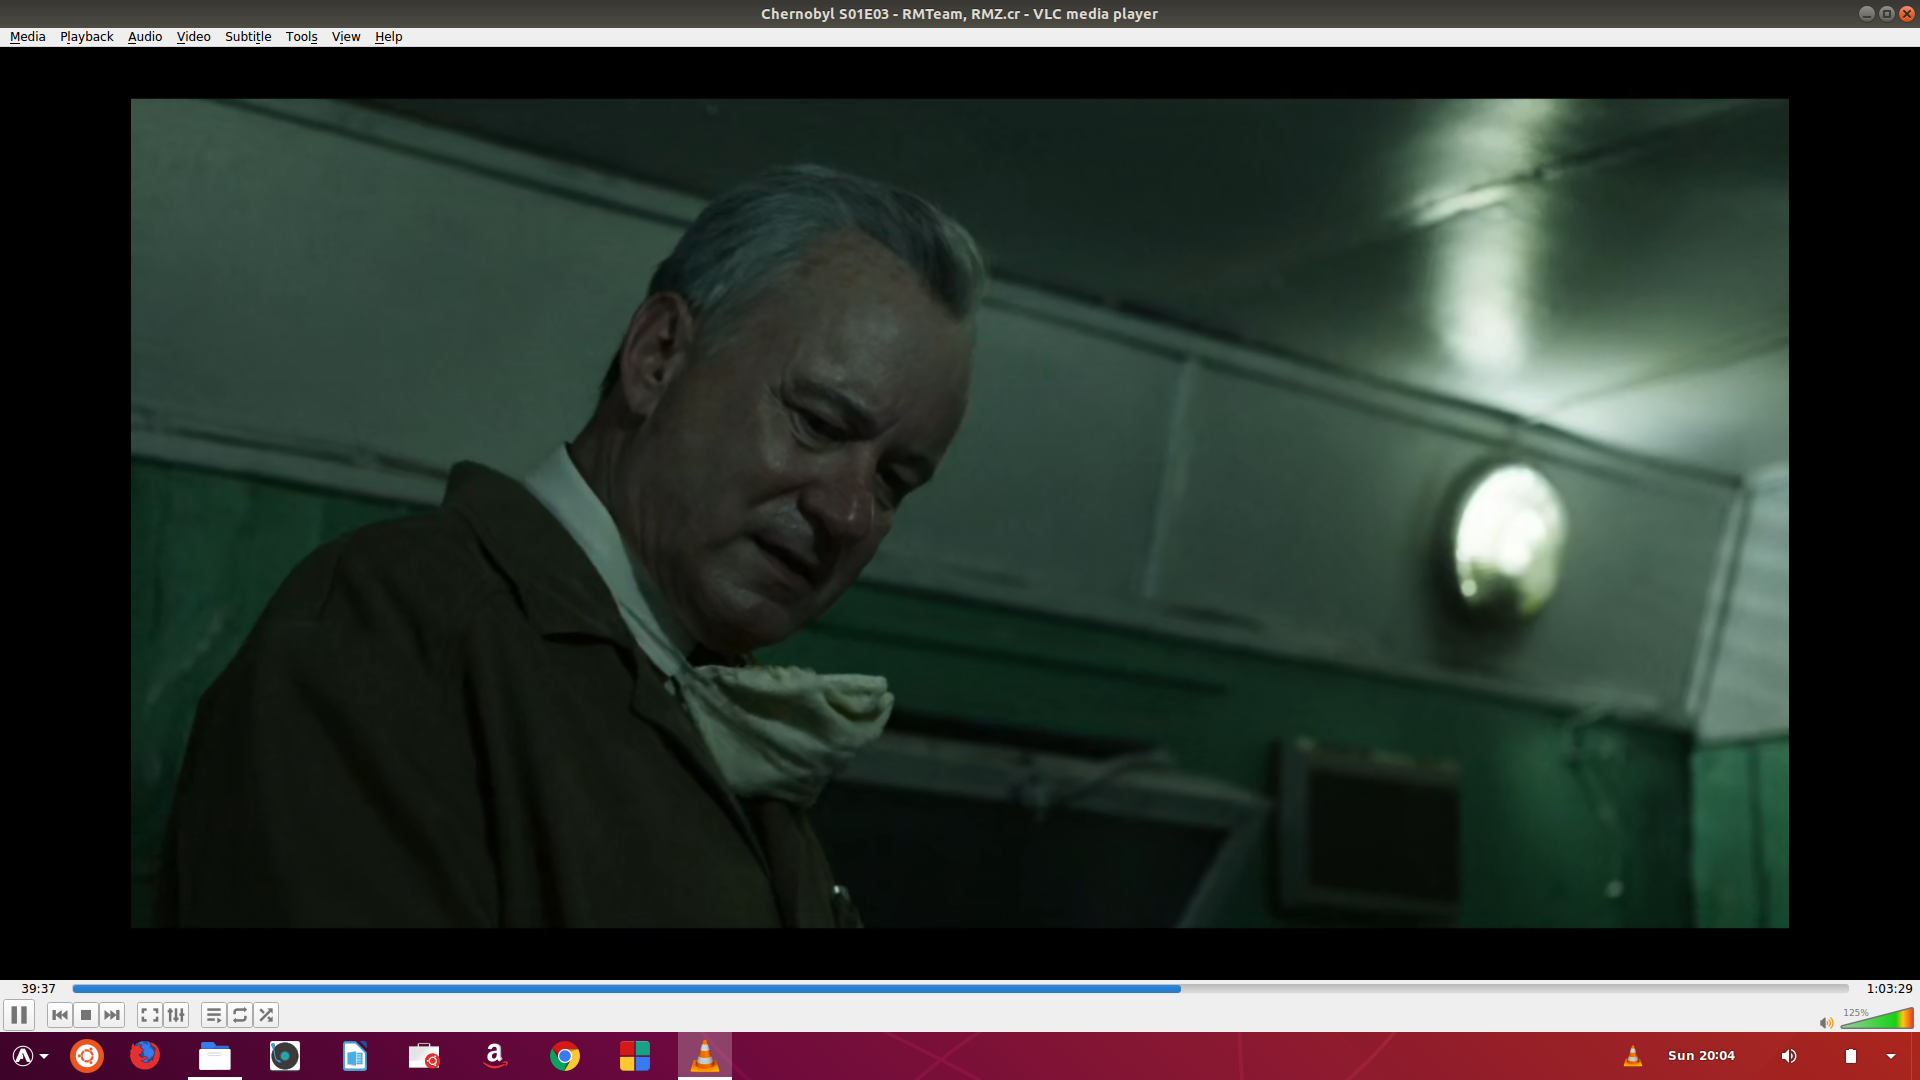 Chernobyl S01E03 - RMTeam, RMZ.cr - VLC media player
Media Playback Audio Video Subtitle Tools View Help
39:37 1:03:29
125%
a Sun 20:04